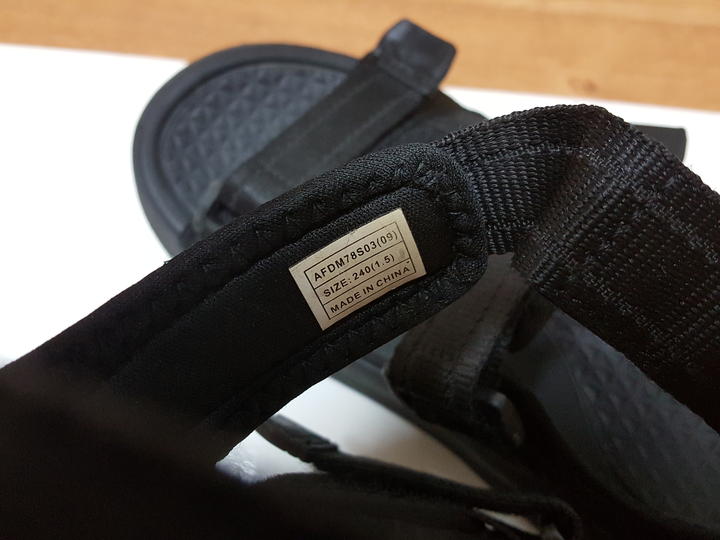 AFDM78S03(09)
SIZE: 240(1.5)
MADE IN CHINA